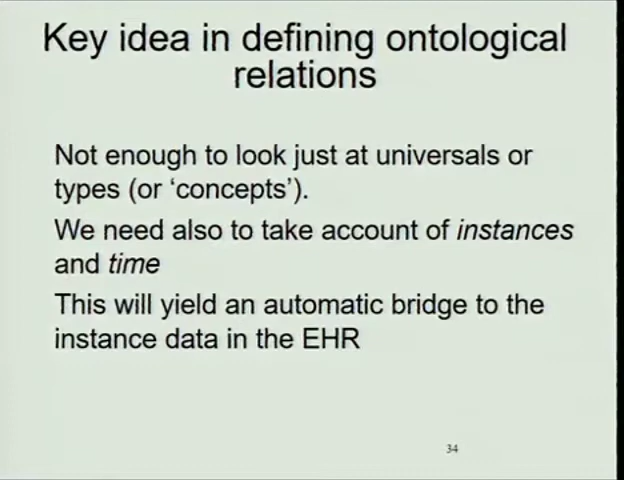 Key idea in defining ontological
relations
Not enough to look just at universals or
types (or ‘concepts’).
We need also to take account of instances
and time
This will yield an automatic bridge to the
instance data in the EHR
34